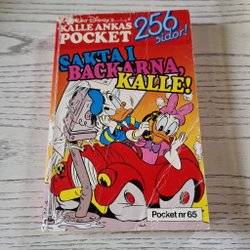 Walt Disney's
KALLE ANKAS
POCKET
256
sidor!
SAKTA I
BACKARNA,
KALLE!
Pocket nr 65